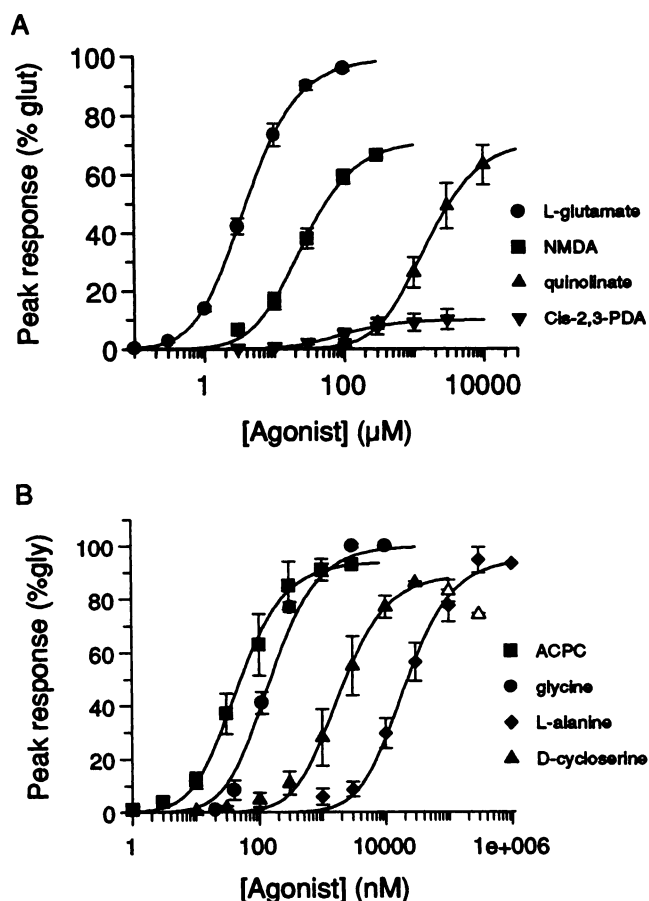 A
Peak response (% glut)
100
80
60
40
20
0
1
100
10000
[Agonist] (µM)
L-glutamate
NMDA
quinolinate
Cis-2,3-PDA
B
Peak response (%gly)
100
80
60
40
20
0
1
100
10000
1e+006
[Agonist] (nM)
ACPC
glycine
L-alanine
D-cycloserine